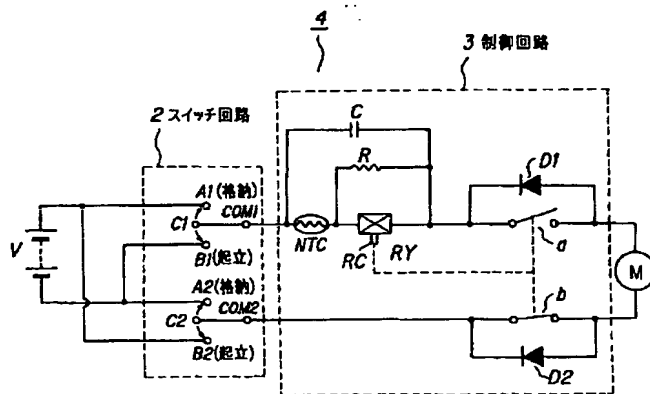 4
3 制御回路
2 スイッチ回路
C
R
D1
A1(格納)
C1
COM1
V
NTC
RC
RY
a
B1(起立)
M
A2(格納)
C2
COM2
b
B2(起立)
D2